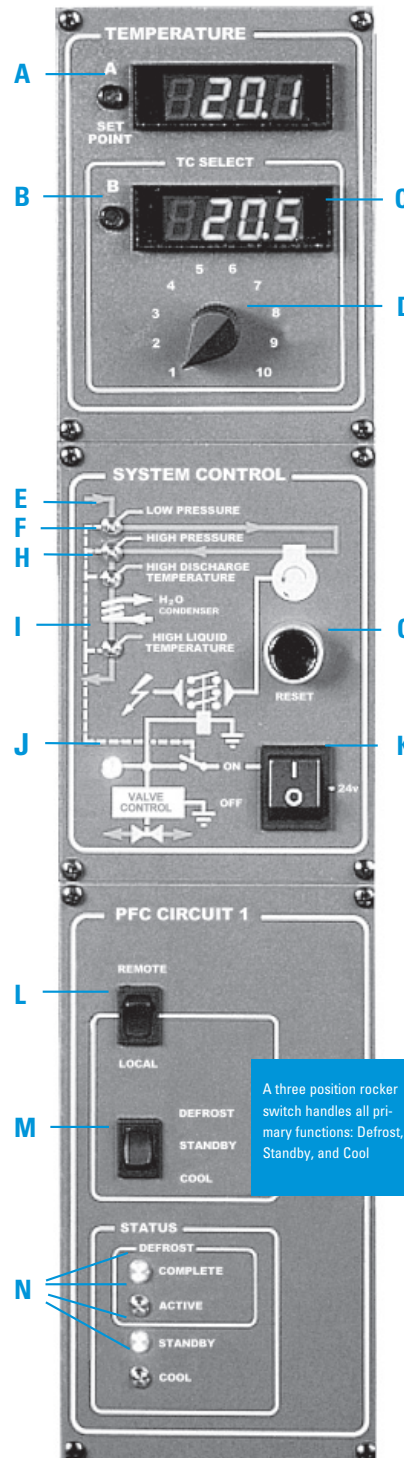 TEMPERATURE
A
A
20.1
SET
POINT
TC SELECT
B
B
20.5
5 6
4 7
3 8
D
2 9
1 10
SYSTEM CONTROL
E
LOW PRESSURE
F
HIGH PRESSURE
H
HIGH DISCHARGE
TEMPERATURE
H₂O
CONDENSER
I
HIGH LIQUID
TEMPERATURE
RESET
J
K
ON
24v
VALVE
CONTROL
OFF
PFC CIRCUIT 1
REMOTE
L
LOCAL
A three position rocker
switch handles all pri-
mary functions: Defrost,
Standby, and Cool
DEFROST
M
STANDBY
COOL
STATUS
DEFROST
COMPLETE
N
ACTIVE
STANDBY
COOL